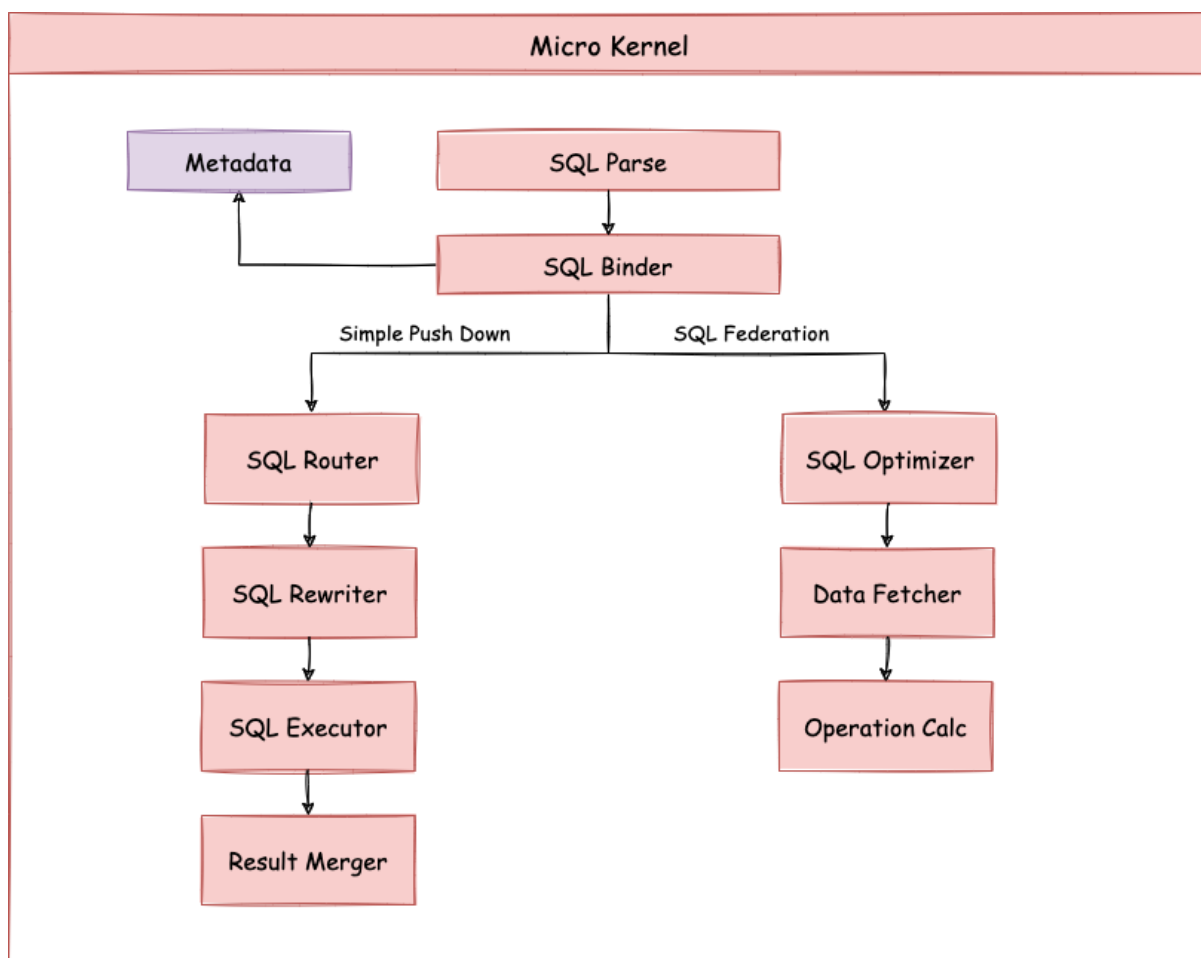 Micro Kernel
Metadata
SQL Parse
SQL Binder
Simple Push Down
SQL Federation
SQL Router
SQL Optimizer
SQL Rewriter
Data Fetcher
SQL Executor
Operation Calc
Result Merger